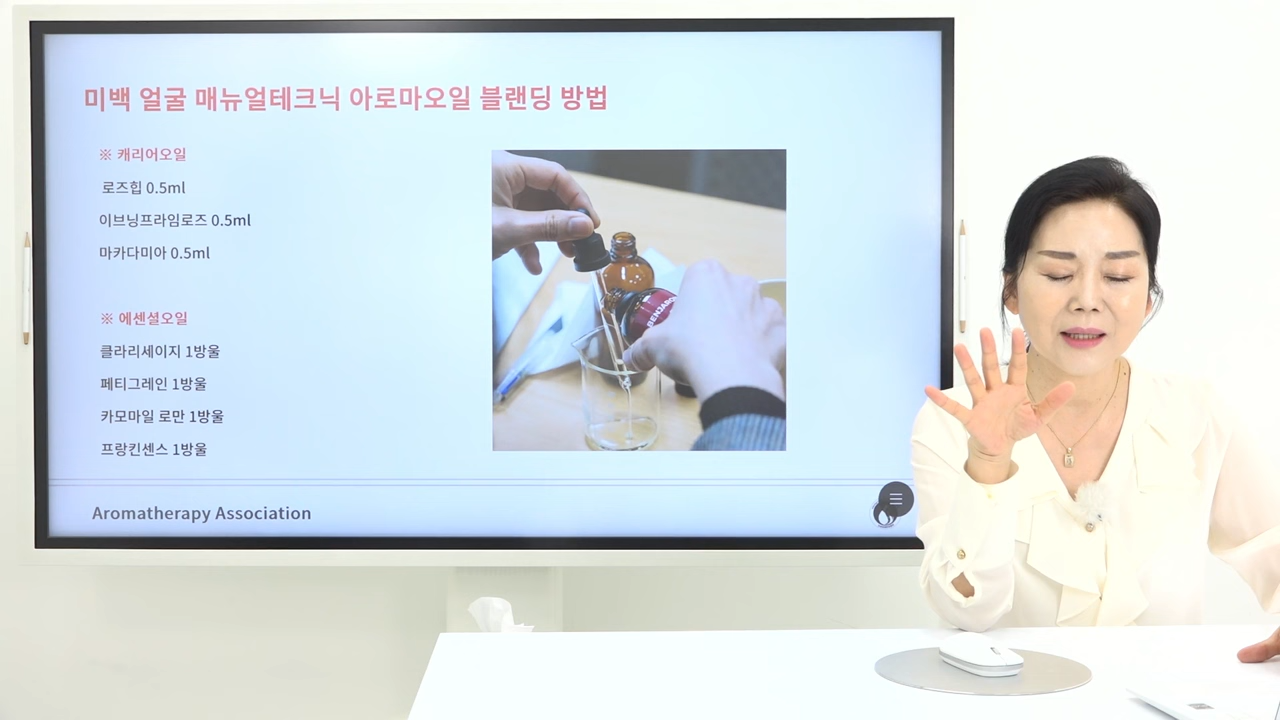 미백 얼굴 매뉴얼테크닉 아로마오일 블랜딩 방법
※ 캐리어오일
로즈힙 0.5ml
이브닝프라임로즈 0.5ml
마카다미아 0.5ml
※ 에센셜오일
클라리세이지 1방울
페티그레인 1방울
카모마일 로만 1방울
프랑킨센스 1방울
Aromatherapy Association